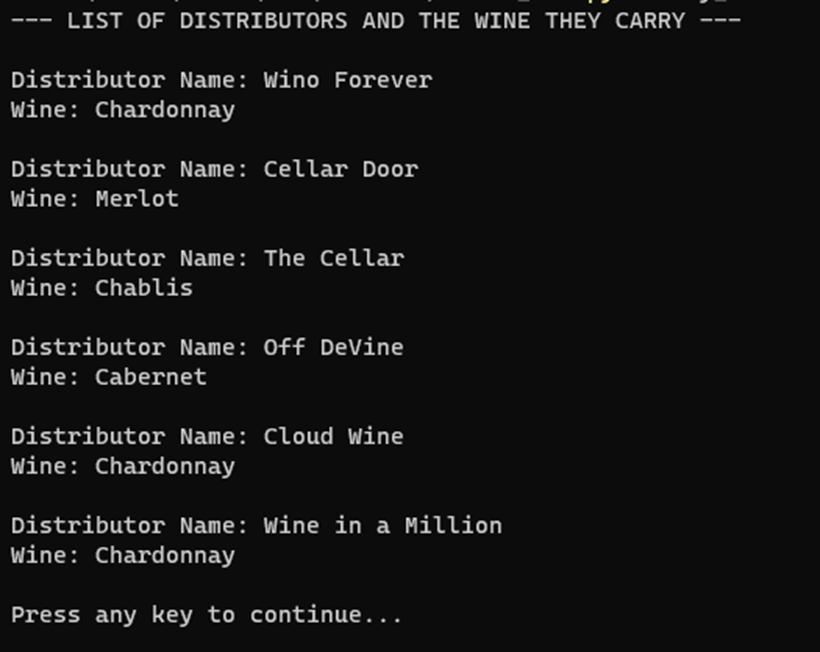 --- LIST OF DISTRIBUTORS AND THE WINE THEY CARRY ---
Distributor Name: Wino Forever
Wine: Chardonnay
Distributor Name: Cellar Door
Wine: Merlot
Distributor Name: The Cellar
Wine: Chablis
Distributor Name: Off DeVine
Wine: Cabernet
Distributor Name: Cloud Wine
Wine: Chardonnay
Distributor Name: Wine in a Million
Wine: Chardonnay
Press any key to continue...